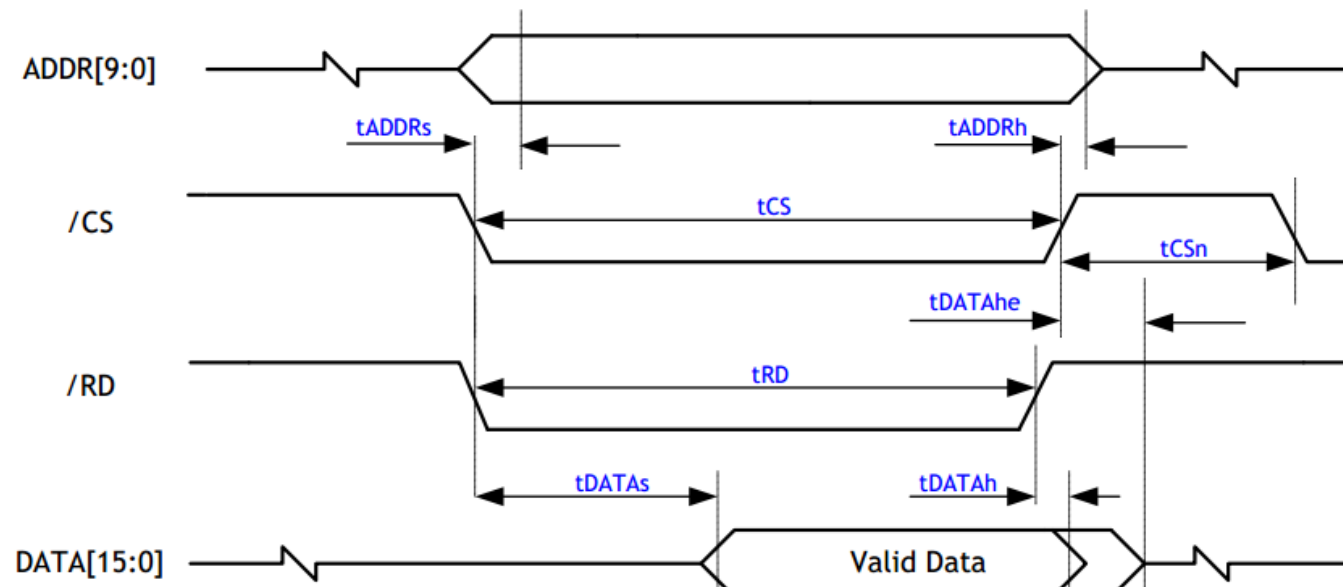 ADDR[9:0]
tADDRs
tADDRh
/CS
tCS
tCSn
tDATAhe
/RD
tRD
tDATAs
tDATAh
DATA[15:0]
Valid Data